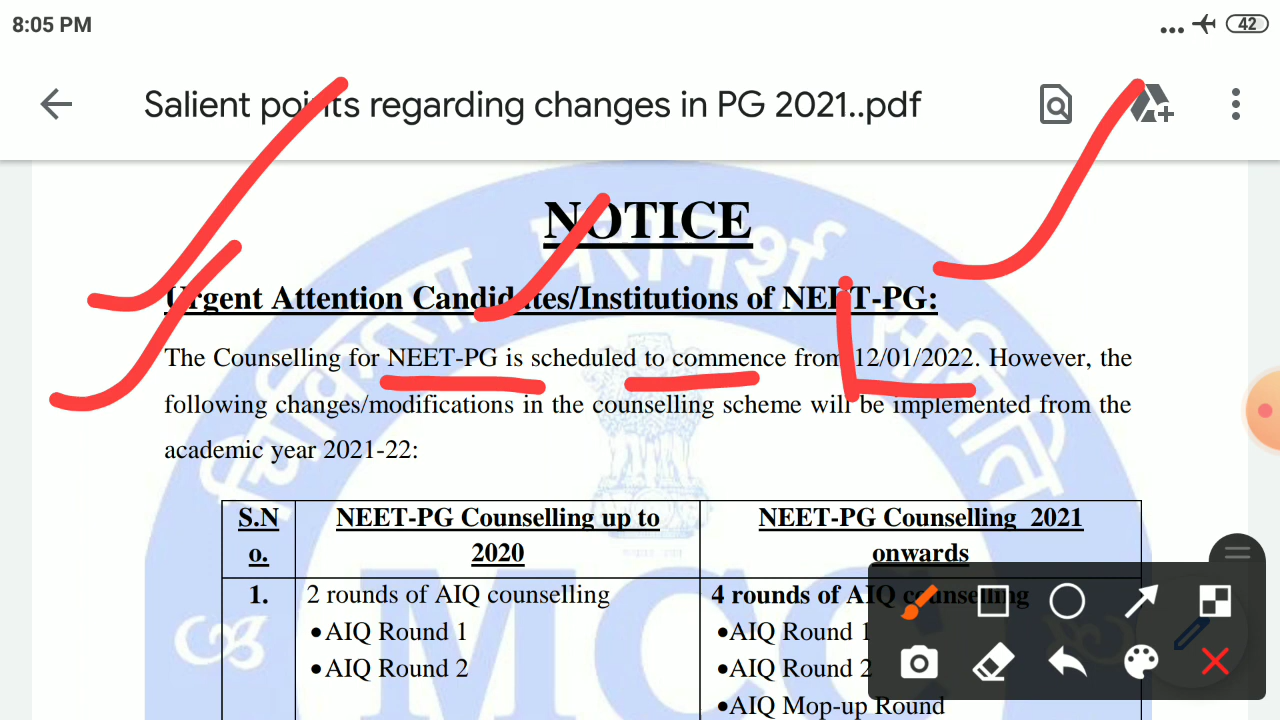 8:05 PM
42
Salient points regarding changes in PG 2021..pdf
NOTICE
Urgent Attention Candidates/Institutions of NEET-PG:
The Counselling for NEET-PG is scheduled to commence from 12/01/2022. However, the
following changes/modifications in the counselling scheme will be implemented from the
academic year 2021-22:
S.N
o.
NEET-PG Counselling up to
2020
NEET-PG Counselling 2021
onwards
1.
2 rounds of AIQ counselling
•AIQ Round 1
•AIQ Round 2
4 rounds of AIQ counselling
•AIQ Round 1
•AIQ Round 2
•AIQ Mop-up Round
चिकित्सा परामर्श समिति
MCC